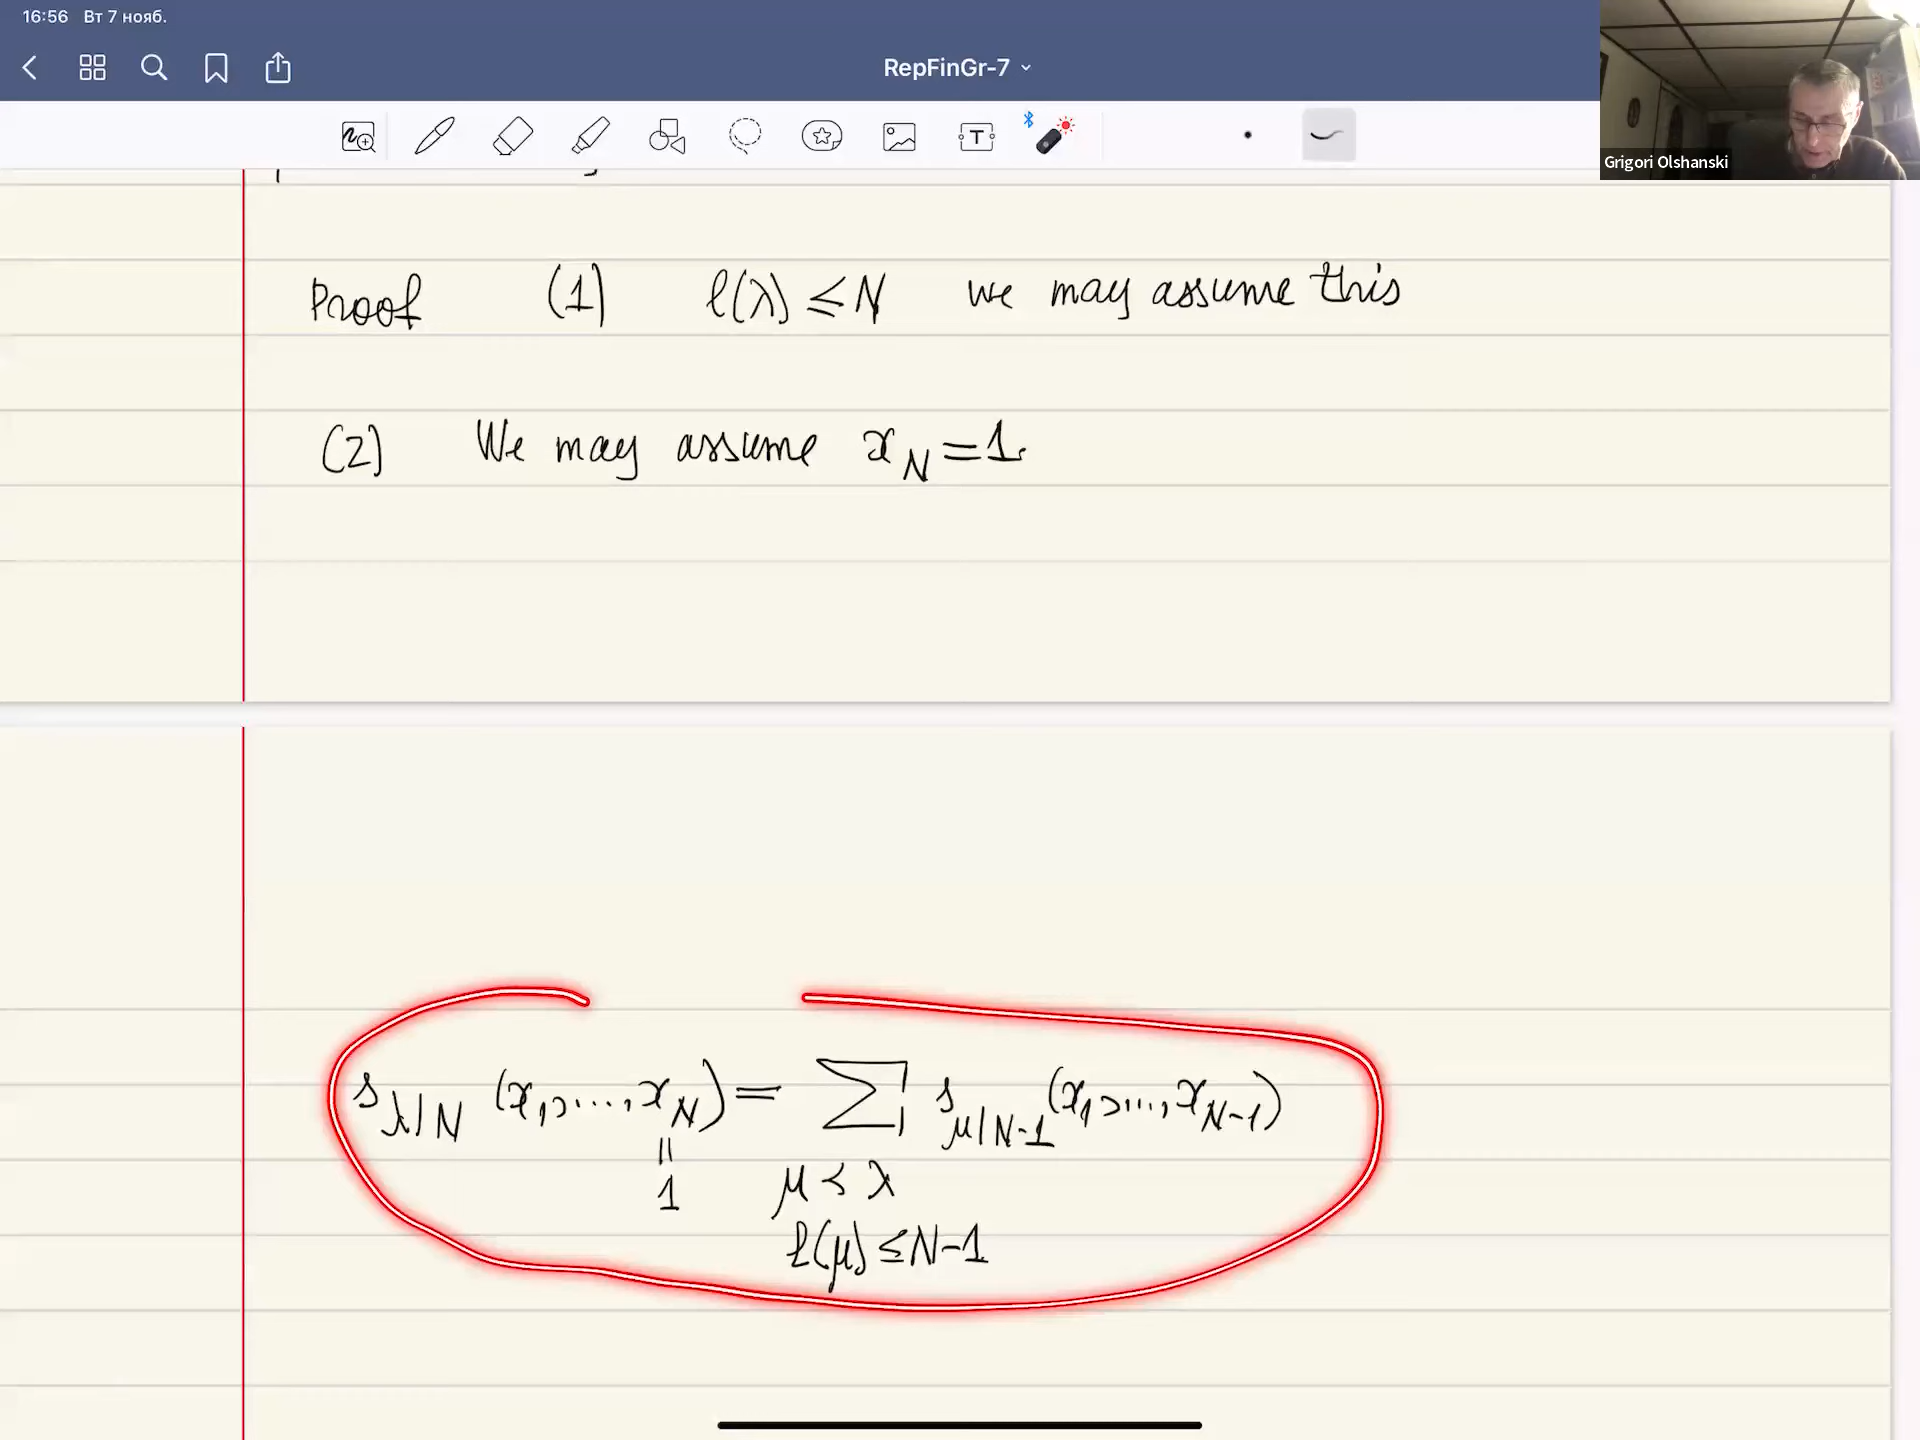 16:56 Вт 7 нояб.
RepFinGr-7
Grigori Olshanski
Proof (1) ℓ(λ) ≤ N we may assume this
(2) We may assume x_N = 1.
s_{λ|N} (x_1, ..., x_N) = ∑ s_{μ|N-1} (x_1, ..., x_{N-1})
||
1 μ ≺ λ
ℓ(μ) ≤ N-1